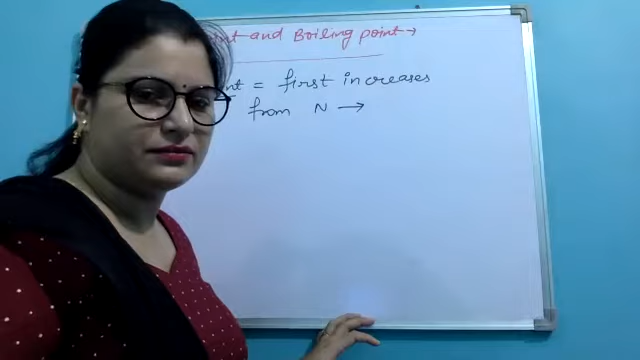 and Boiling point →
= first increases
from N →